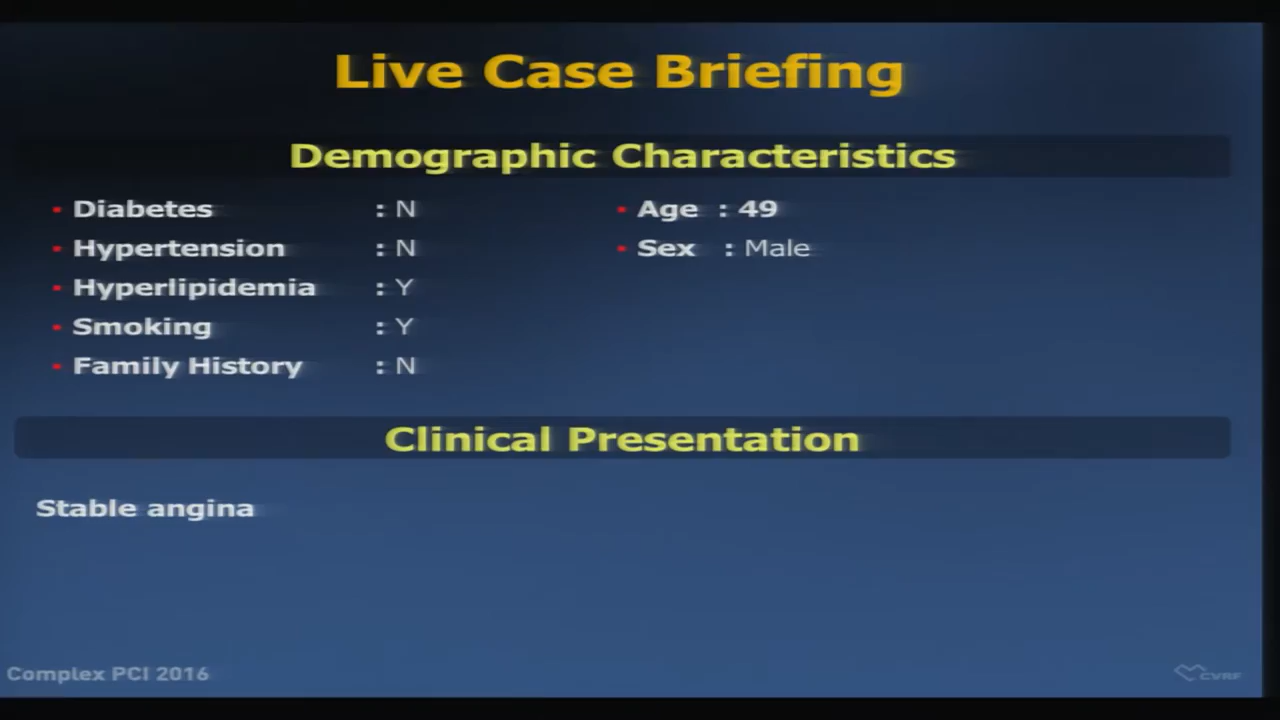 Live Case Briefing
Demographic Characteristics
Diabetes : N
Hypertension : N
Hyperlipidemia : Y
Smoking : Y
Family History : N
Age : 49
Sex : Male
Clinical Presentation
Stable angina
Complex PCI 2016
CVRF